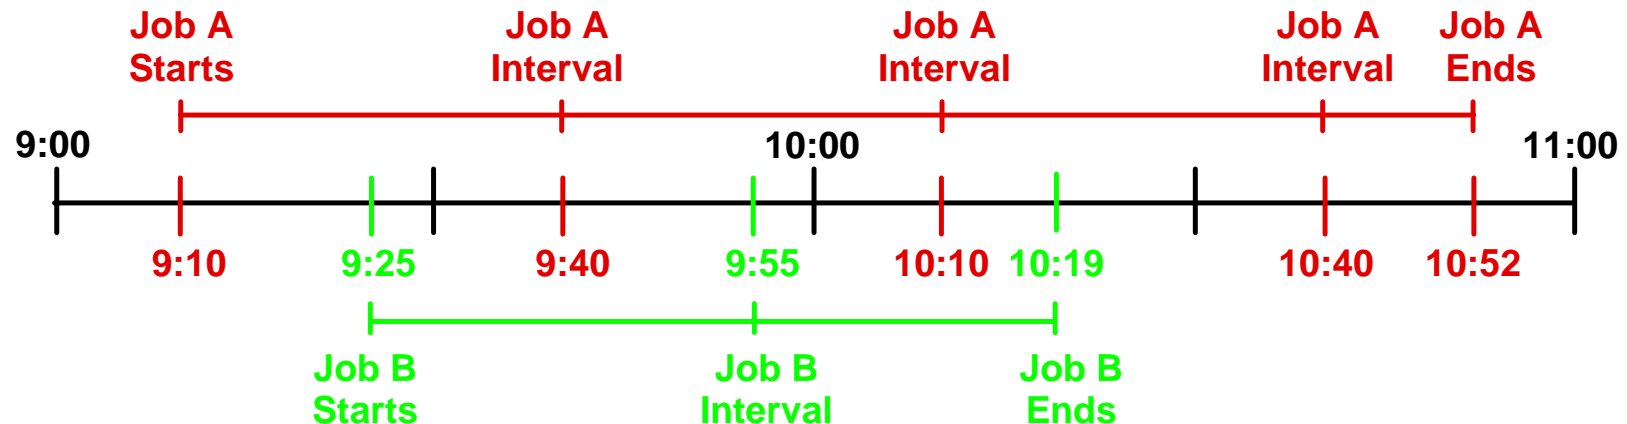 Job A
Starts
Job A
Interval
Job A
Interval
Job A
Interval
Job A
Ends
9:00
10:00
11:00
9:10
9:25
9:40
9:55
10:10
10:19
10:40
10:52
Job B
Starts
Job B
Interval
Job B
Ends